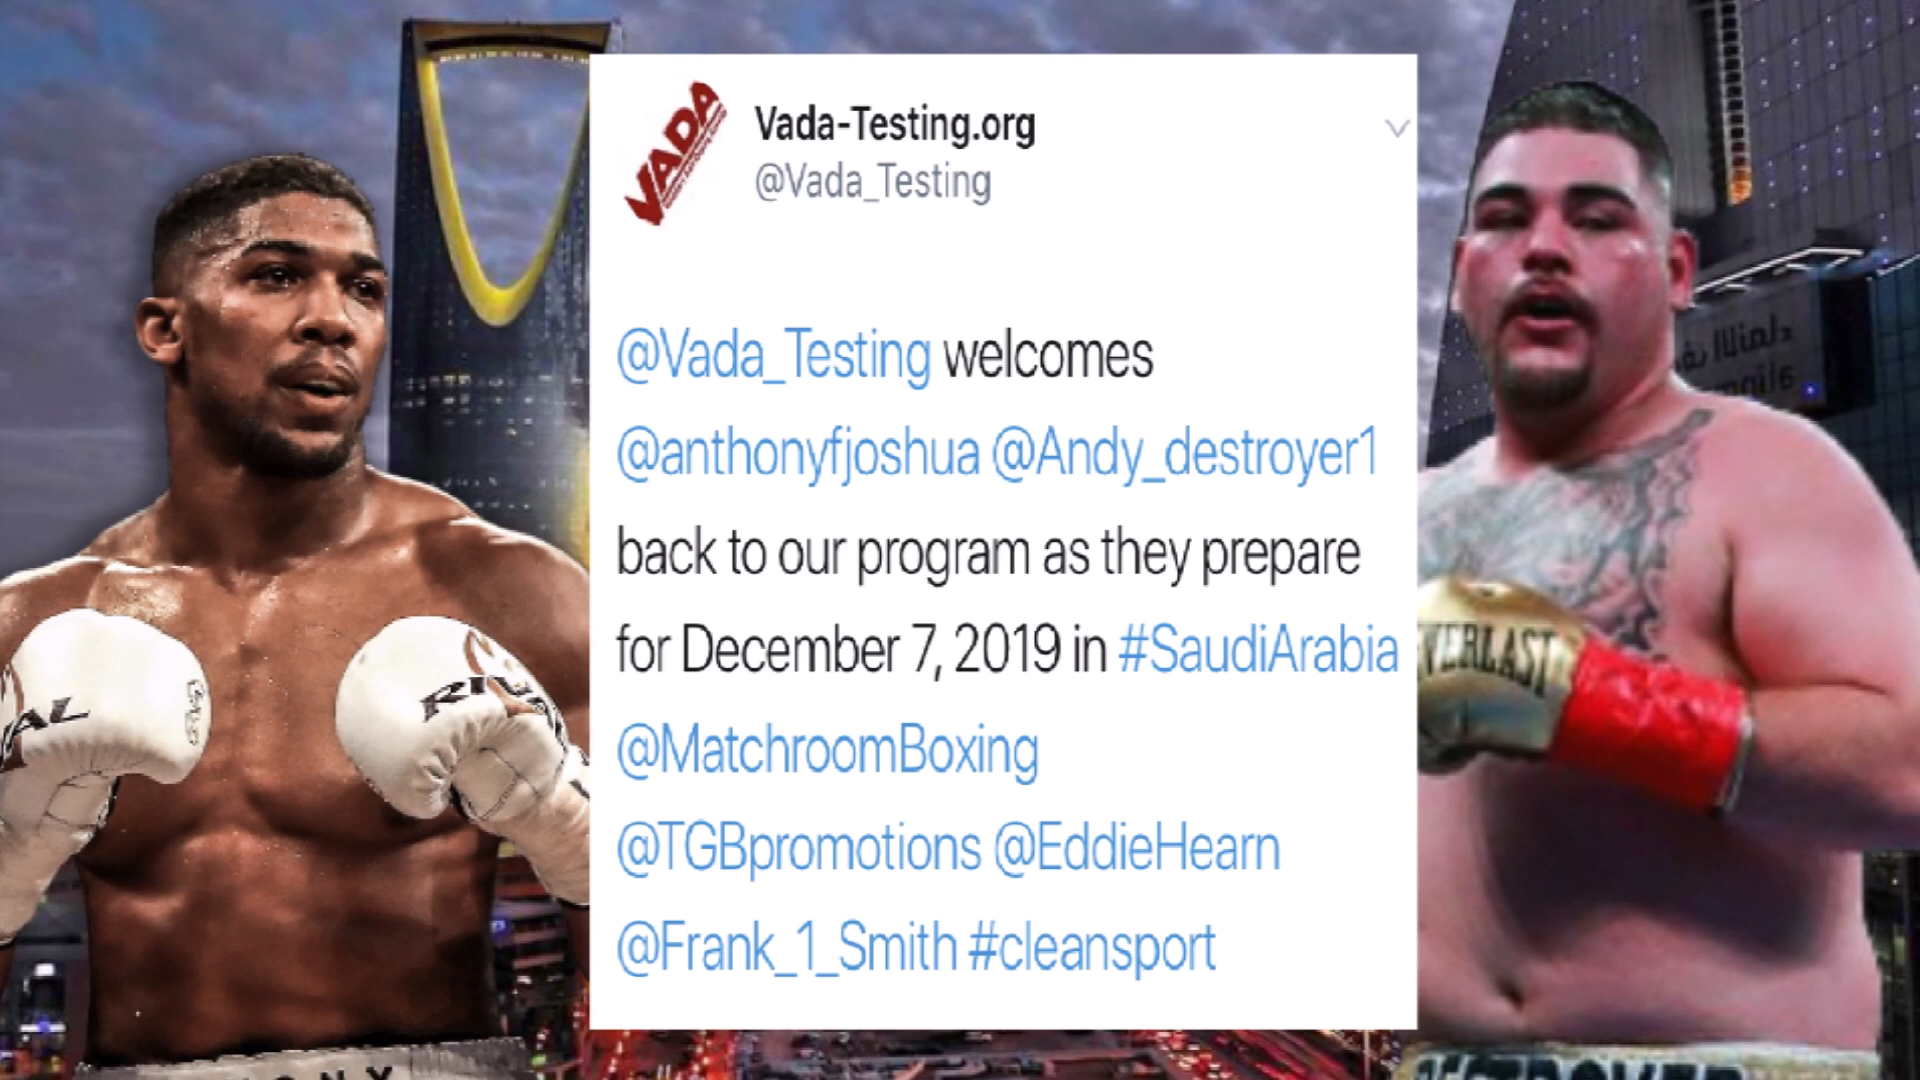 VADA
Vada-Testing.org
@Vada_Testing
@Vada_Testing welcomes
@anthonyfjoshua @Andy_destroyer1
back to our program as they prepare
for December 7, 2019 in #SaudiArabia
@MatchroomBoxing
@TGBpromotions @EddieHearn
@Frank_1_Smith #cleansport